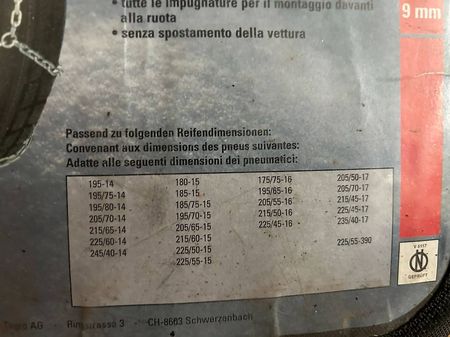 • tutte le impugnature per il montaggio davanti
alla ruota
• senza spostamento della vettura
9 mm
Passend zu folgenden Reifendimensionen:
Convenant aux dimensions des pneus suivantes:
Adatte alle seguenti dimensioni dei pneumatici:
195-14 180-15 175/75-16 205/50-17
195/75-14 185-15 195/65-16 205/70-17
195/80-14 185/75-15 205/55-16 215/45-17
205/70-14 195/70-15 215/50-16 225/45-17
215/65-14 205/65-15 225/45-16 235/40-17
225/60-14 215/60-15
245/40-14 225/50-15 225/55-390
225/55-15
V 5117
GEPRÜFT
AG - Ringstrasse 3 CH-8603 Schwerzenbach
4